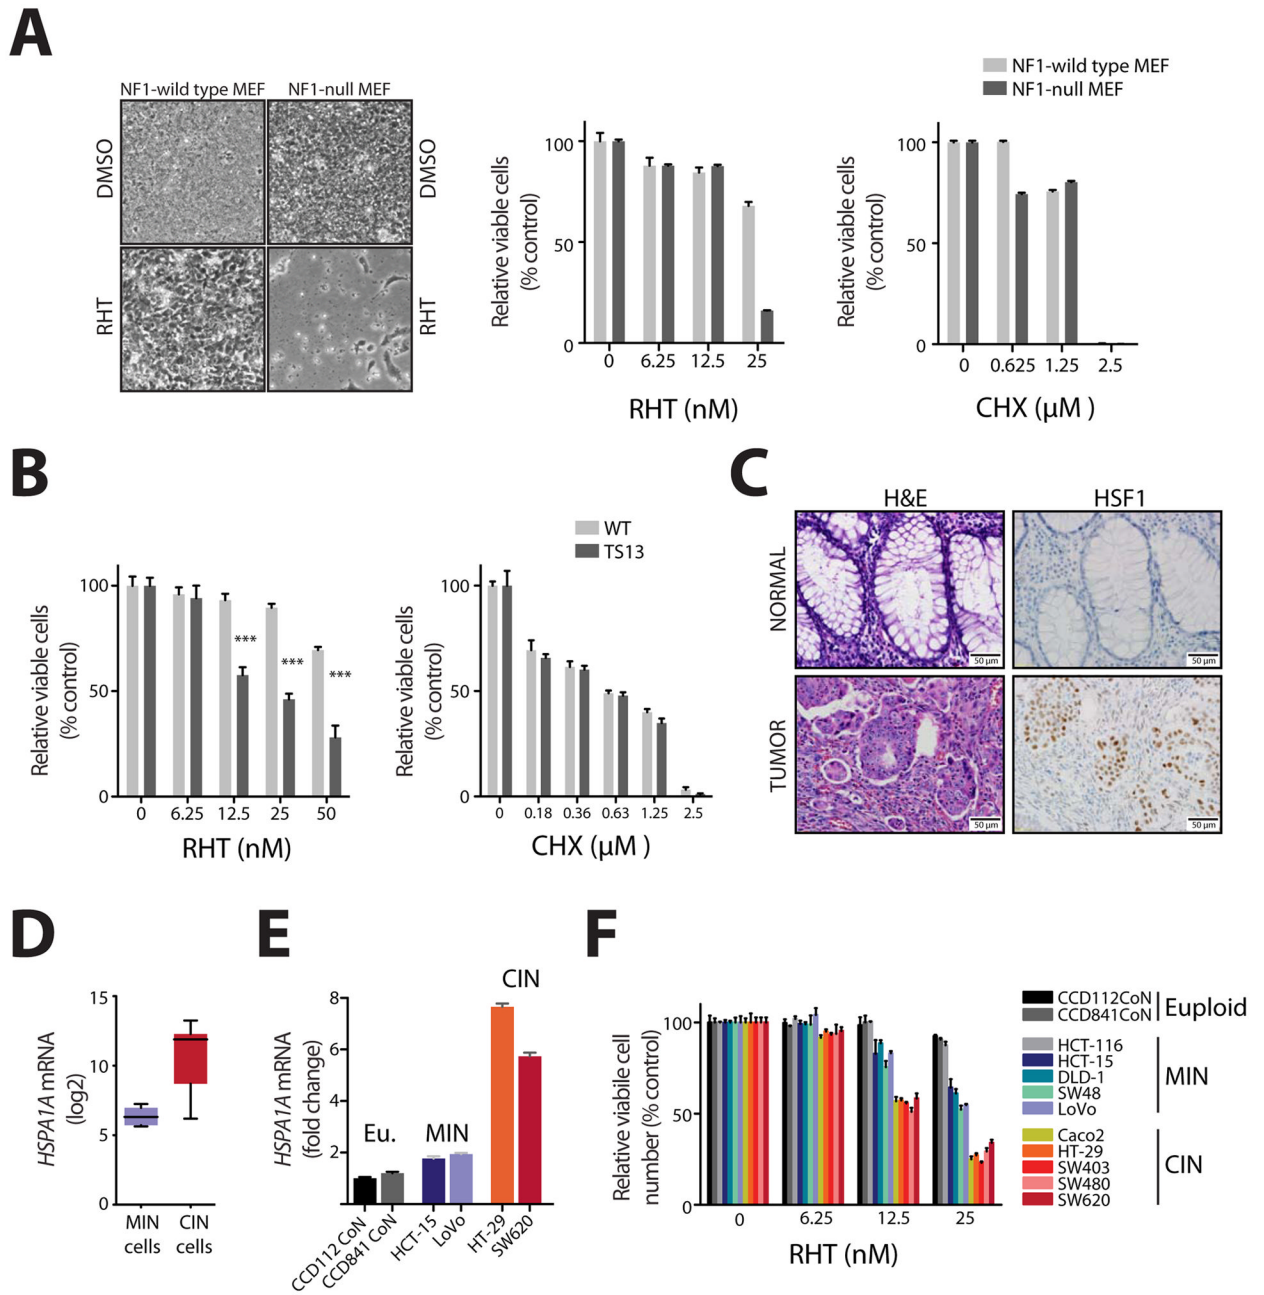 A
NF1-wild type MEF
NF1-null MEF
DMSO
DMSO
RHT
RHT
Relative viable cells
(% control)
100
50
0
0
6.25
12.5
25
RHT (nM)
NF1-wild type MEF
NF1-null MEF
Relative viable cells
(% control)
100
50
0
0
0.625
1.25
2.5
CHX (µM )
B
Relative viable cells
(% control)
100
50
0
***
***
***
0
6.25
12.5
25
50
RHT (nM)
WT
TS13
Relative viable cells
(% control)
100
50
0
0
0.18
0.36
0.63
1.25
2.5
CHX (µM )
C
H&E
HSF1
NORMAL
50 µm
50 µm
TUMOR
50 µm
50 µm
D
HSPA1A mRNA
(log2)
15
10
5
0
MIN
cells
CIN
cells
E
HSPA1A mRNA
(fold change)
8
6
4
2
Eu.
MIN
CIN
CCD112 CoN
CCD841 CoN
HCT-15
LoVo
HT-29
SW620
F
Relative viabile cell
number (% control)
100
50
0
0
6.25
12.5
25
RHT (nM)
CCD112CoN
CCD841CoN
Euploid
HCT-116
HCT-15
DLD-1
SW48
LoVo
MIN
Caco2
HT-29
SW403
SW480
SW620
CIN